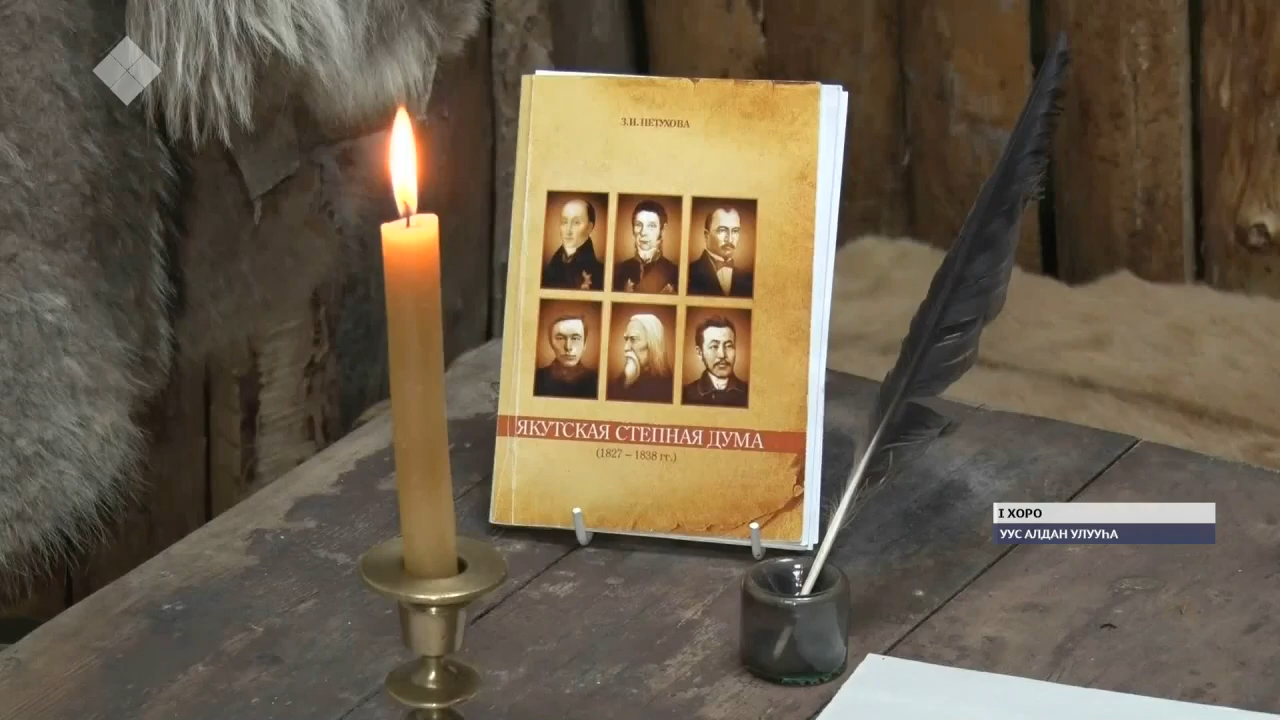 З.И. ПЕТУХОВА
ЯКУТСКАЯ СТЕПНАЯ ДУМА
(1827 – 1838 гг.)
I ХОРО
УУС АЛДАН УЛУУҺА